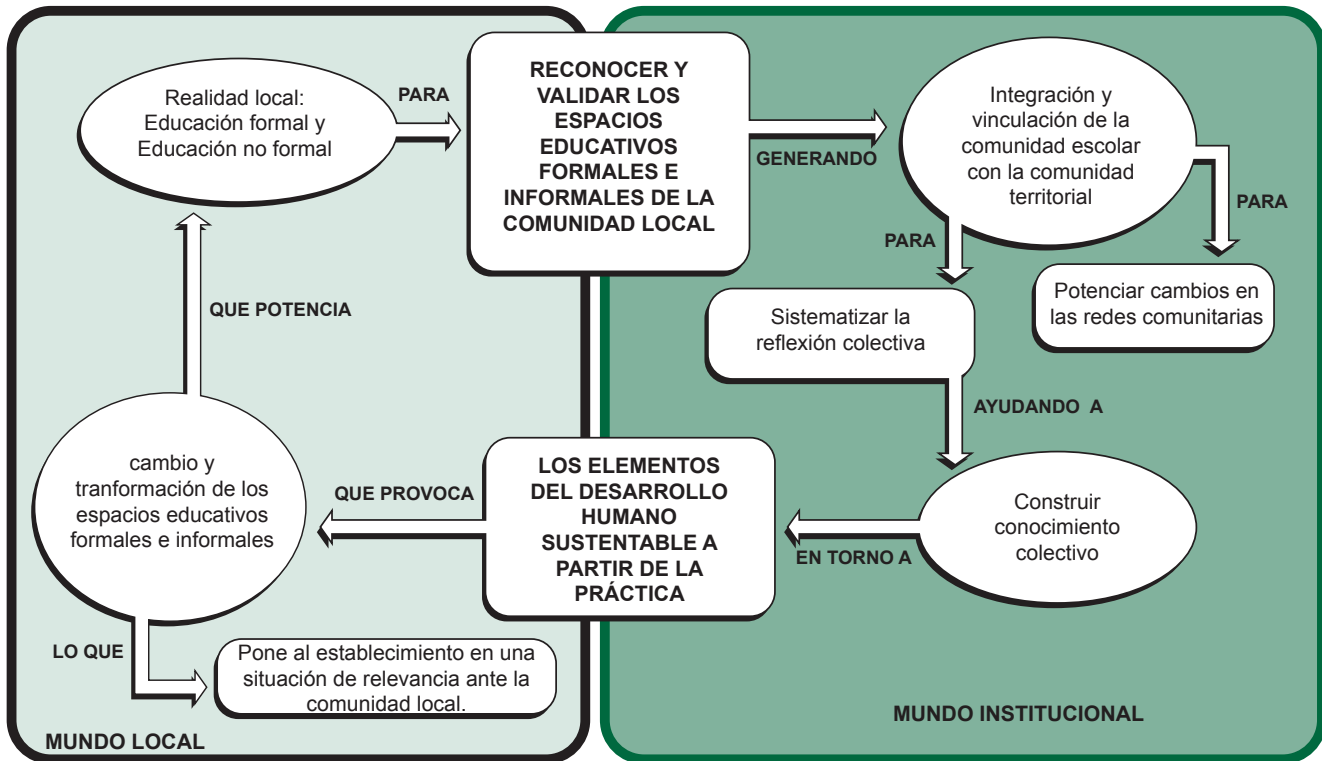 Realidad local:
Educación formal y
Educación no formal
PARA
RECONOCER Y
VALIDAR LOS
ESPACIOS
EDUCATIVOS
FORMALES E
INFORMALES DE LA
COMUNIDAD LOCAL
GENERANDO
Integración y
vinculación de la
comunidad escolar
con la comunidad
territorial
PARA
Potenciar cambios en
las redes comunitarias
PARA
Sistematizar la
reflexión colectiva
AYUDANDO A
Construir
conocimiento
colectivo
EN TORNO A
LOS ELEMENTOS
DEL DESARROLLO
HUMANO
SUSTENTABLE A
PARTIR DE LA
PRÁCTICA
QUE PROVOCA
cambio y
tranformación de los
espacios educativos
formales e informales
QUE POTENCIA
LO QUE
Pone al establecimiento en una
situación de relevancia ante la
comunidad local.
MUNDO LOCAL
MUNDO INSTITUCIONAL